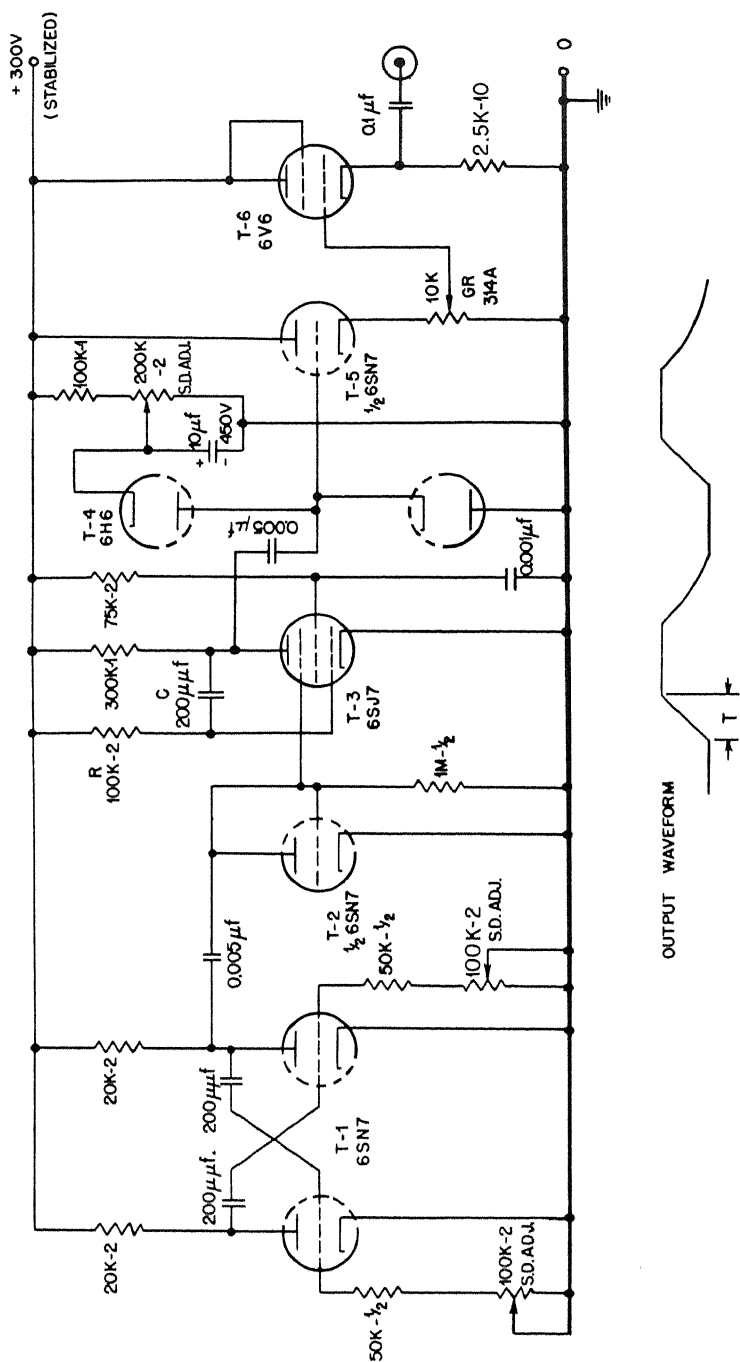 +300V
(STABILIZED)
20K-2
20K-2
0.005µf
R
100K-2
C
200µµf
300K-1
75K-2
T-4
6H6
0.005µf
100K-1
200K
-2
S.D.ADJ.
10µf
+
-
450V
T-6
6V6
0.1µf
200µµf.
200µµf
T-1
6SN7
T-2
½ 6SN7
T-3
6SJ7
T-5
½ 6SN7
10K
GR
314A
2.5K-10
50K-½
100K-2
S.D.ADJ.
50K-½
100K-2
S.D.ADJ.
1M-½
0.001µf
0
OUTPUT WAVEFORM
T